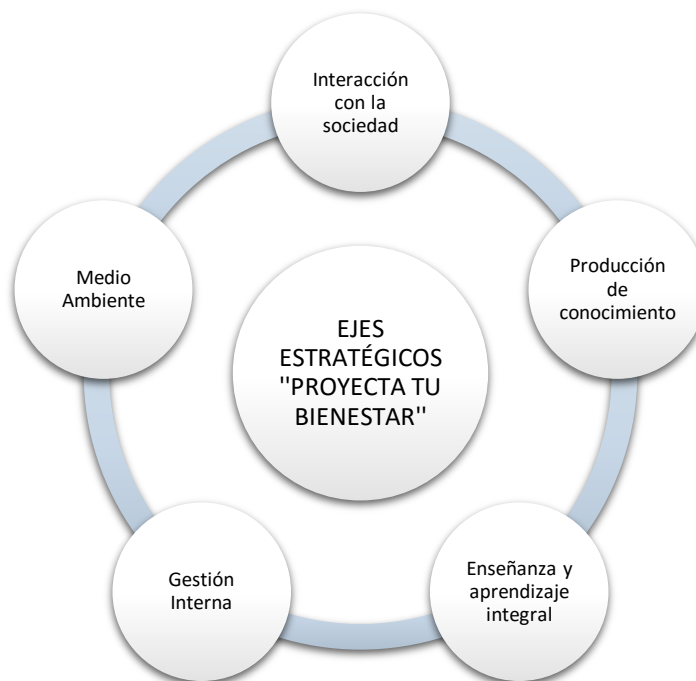 Interacción
con la
sociedad
Producción
de
conocimiento
Enseñanza y
aprendizaje
integral
Gestión
Interna
Medio
Ambiente
EJES
ESTRATÉGICOS
"PROYECTA TU
BIENESTAR"